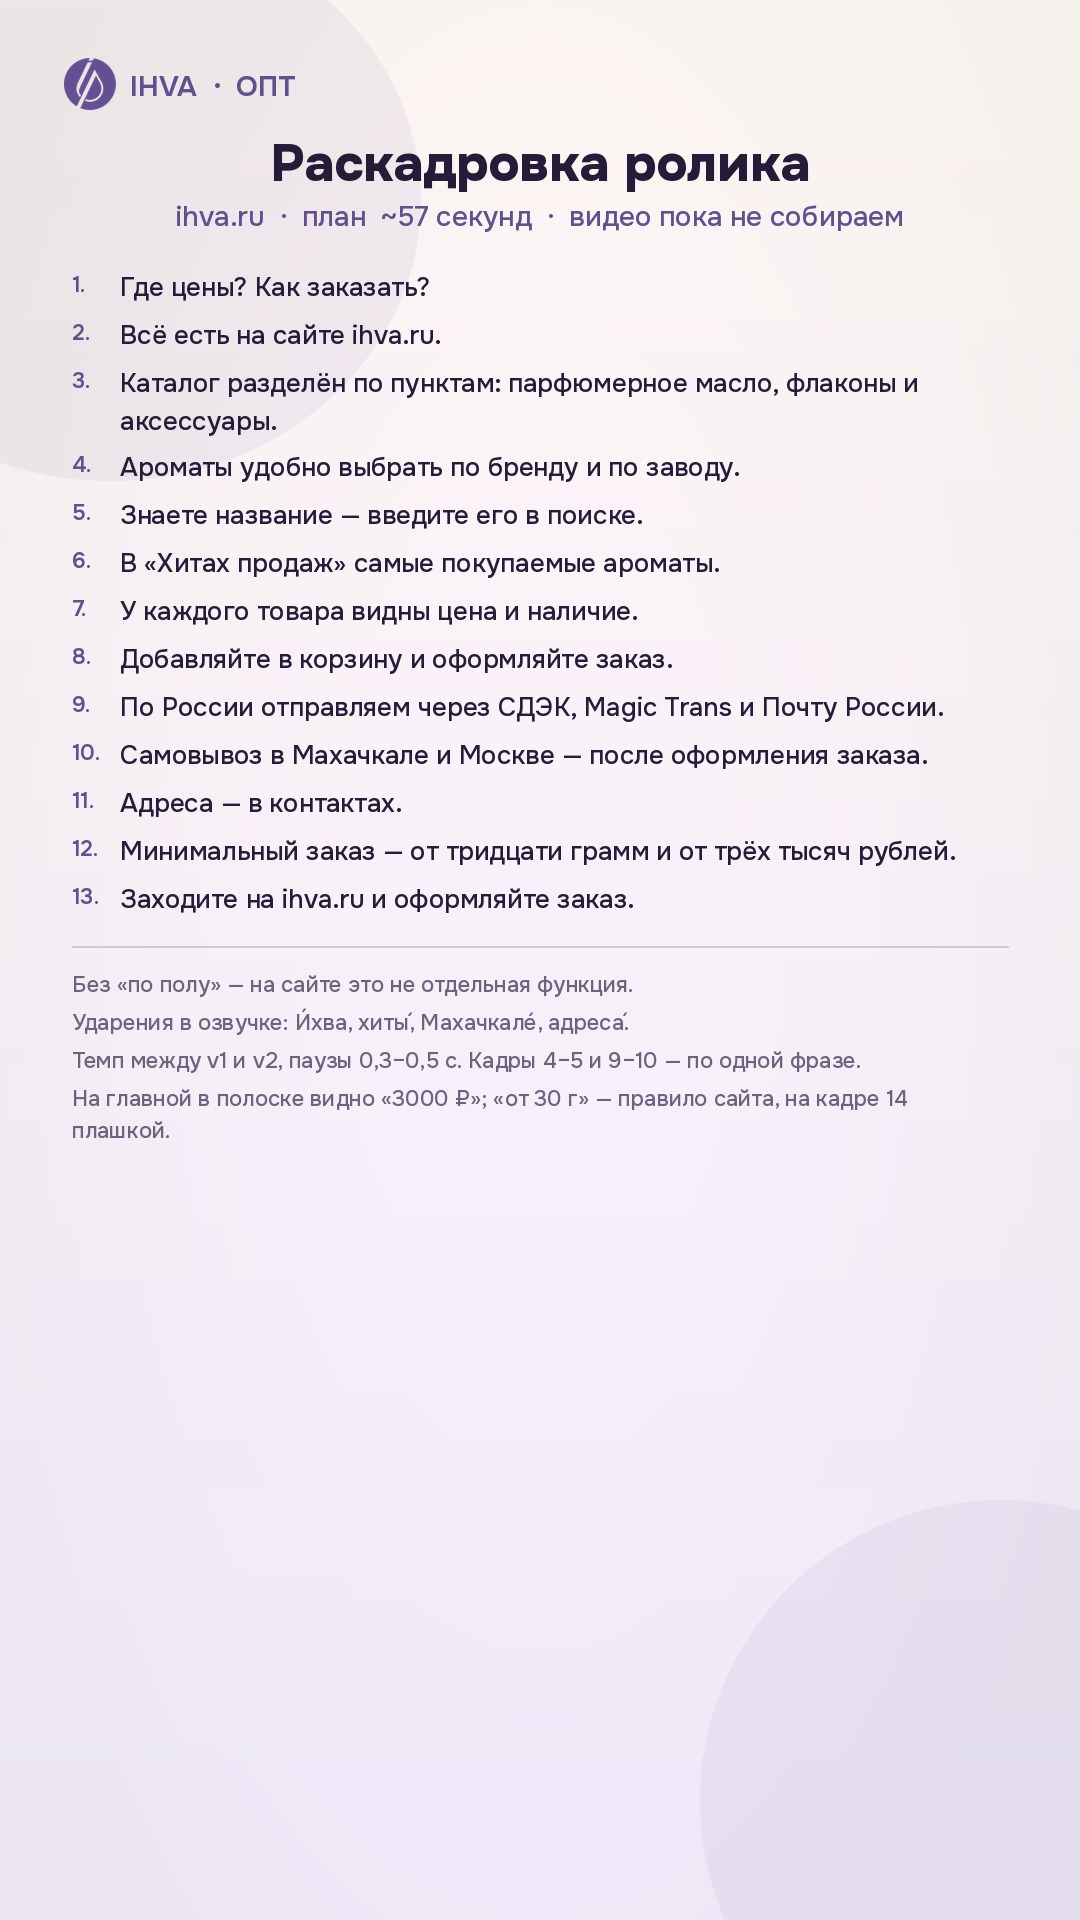 IHVA · ОПТ
Раскадровка ролика
ihva.ru · план ~57 секунд · видео пока не собираем
1. Где цены? Как заказать?
2. Всё есть на сайте ihva.ru.
3. Каталог разделён по пунктам: парфюмерное масло, флаконы и
аксессуары.
4. Ароматы удобно выбрать по бренду и по заводу.
5. Знаете название — введите его в поиске.
6. В «Хитах продаж» самые покупаемые ароматы.
7. У каждого товара видны цена и наличие.
8. Добавляйте в корзину и оформляйте заказ.
9. По России отправляем через СДЭК, Magic Trans и Почту России.
10. Самовывоз в Махачкале и Москве — после оформления заказа.
11. Адреса — в контактах.
12. Минимальный заказ — от тридцати грамм и от трёх тысяч рублей.
13. Заходите на ihva.ru и оформляйте заказ.
Без «по полу» — на сайте это не отдельная функция.
Ударения в озвучке: И́хва, хиты́, Махачкале́, адреса́.
Темп между v1 и v2, паузы 0,3–0,5 с. Кадры 4–5 и 9–10 — по одной фразе.
На главной в полоске видно «3000 ₽»; «от 30 г» — правило сайта, на кадре 14
плашкой.